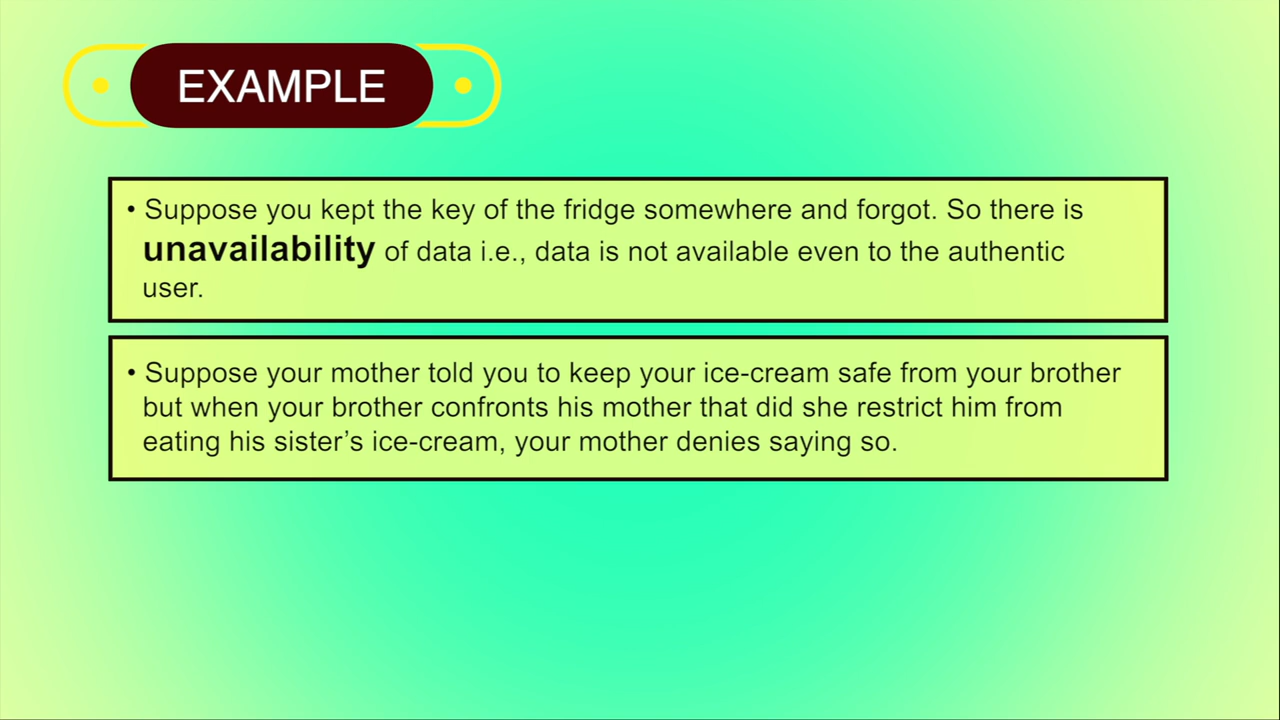 EXAMPLE
• Suppose you kept the key of the fridge somewhere and forgot. So there is
unavailability of data i.e., data is not available even to the authentic
user.
• Suppose your mother told you to keep your ice-cream safe from your brother
but when your brother confronts his mother that did she restrict him from
eating his sister’s ice-cream, your mother denies saying so.